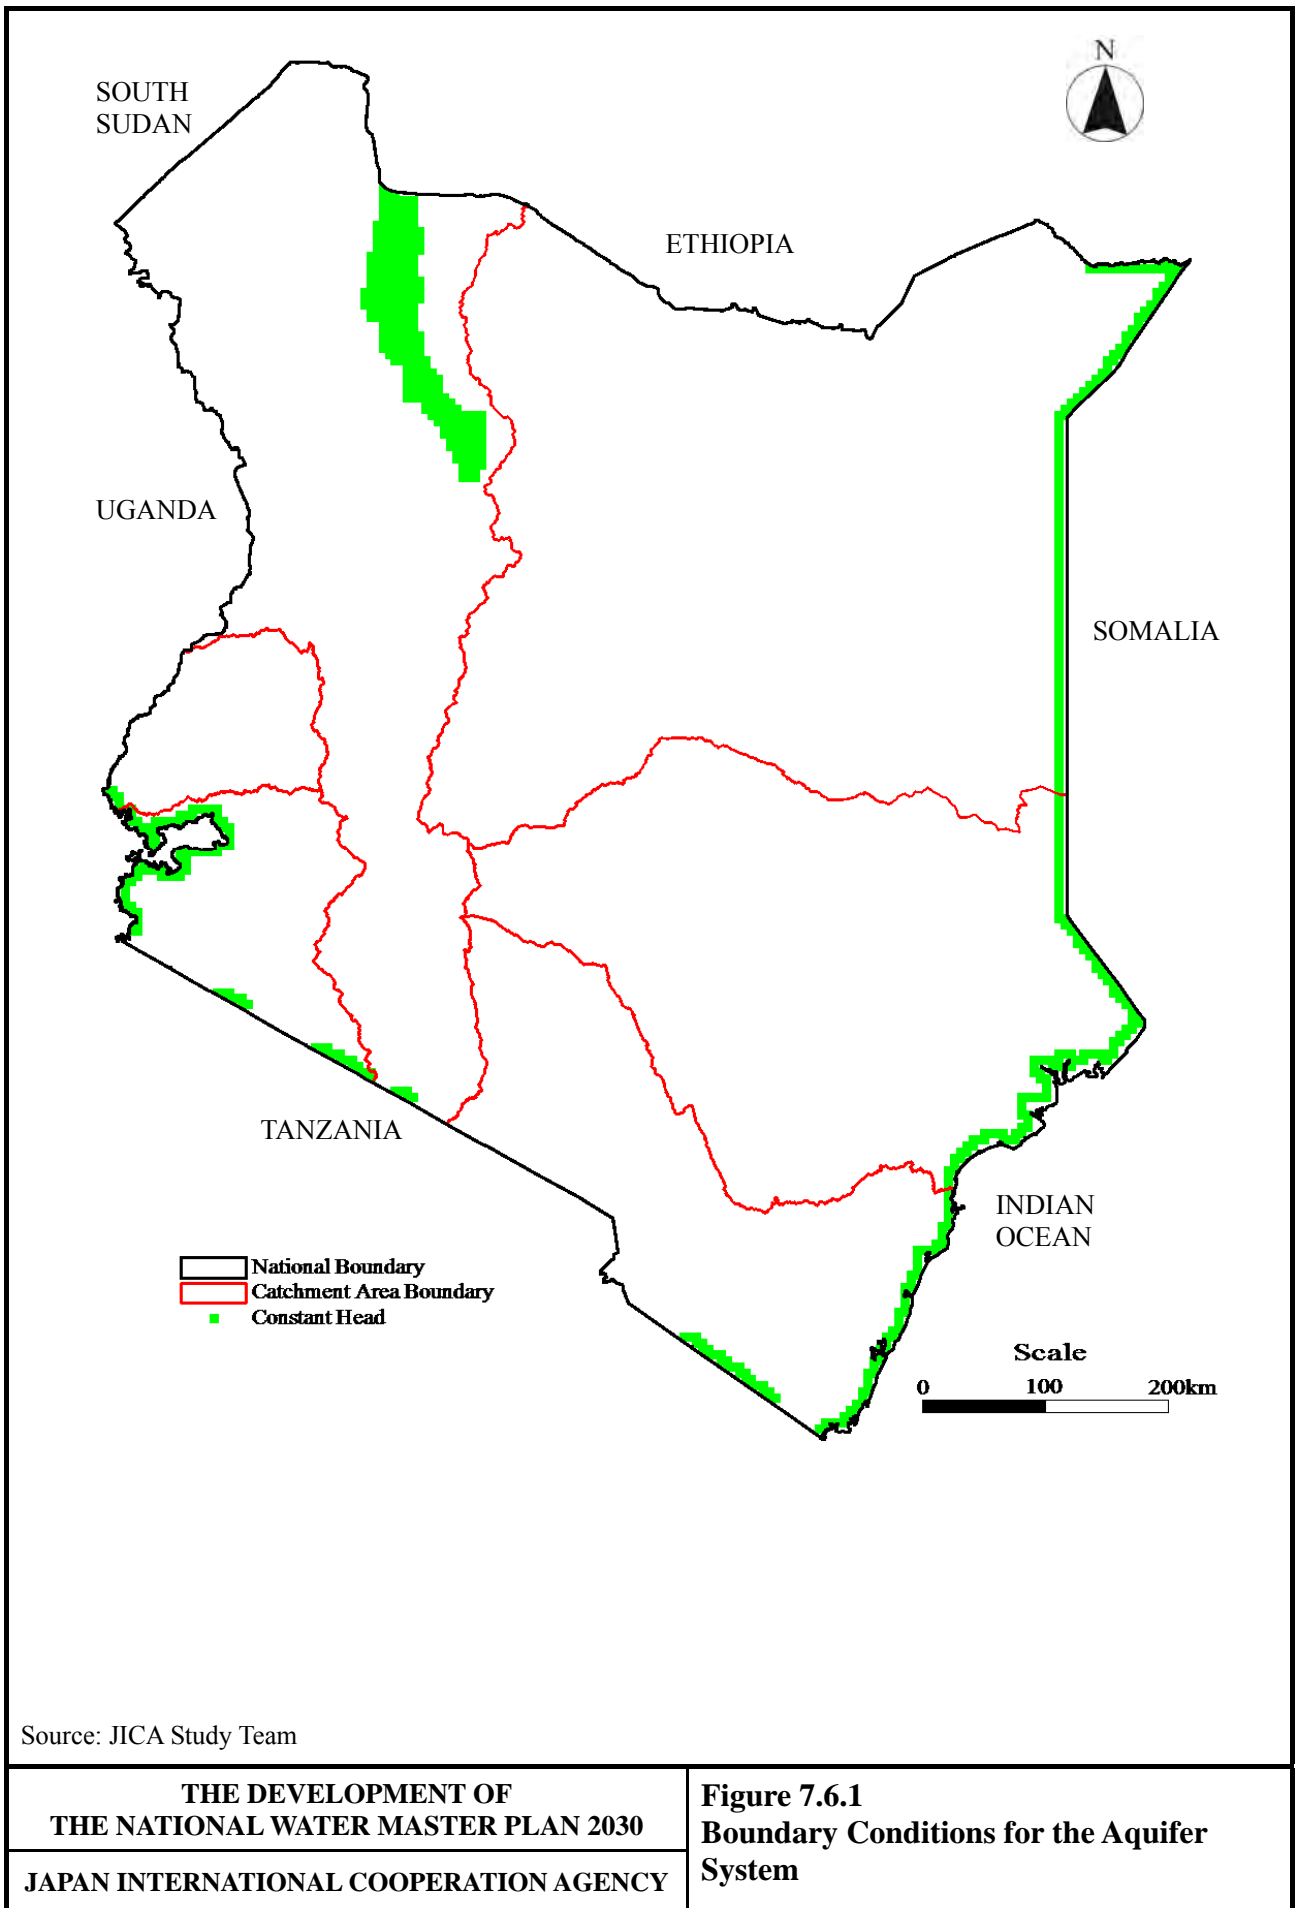 N
SOUTH
SUDAN
ETHIOPIA
UGANDA
SOMALIA
TANZANIA
INDIAN
OCEAN
National Boundary
Catchment Area Boundary
Constant Head
Scale
0 100 200km
Source: JICA Study Team
THE DEVELOPMENT OF
THE NATIONAL WATER MASTER PLAN 2030
JAPAN INTERNATIONAL COOPERATION AGENCY
Figure 7.6.1
Boundary Conditions for the Aquifer
System